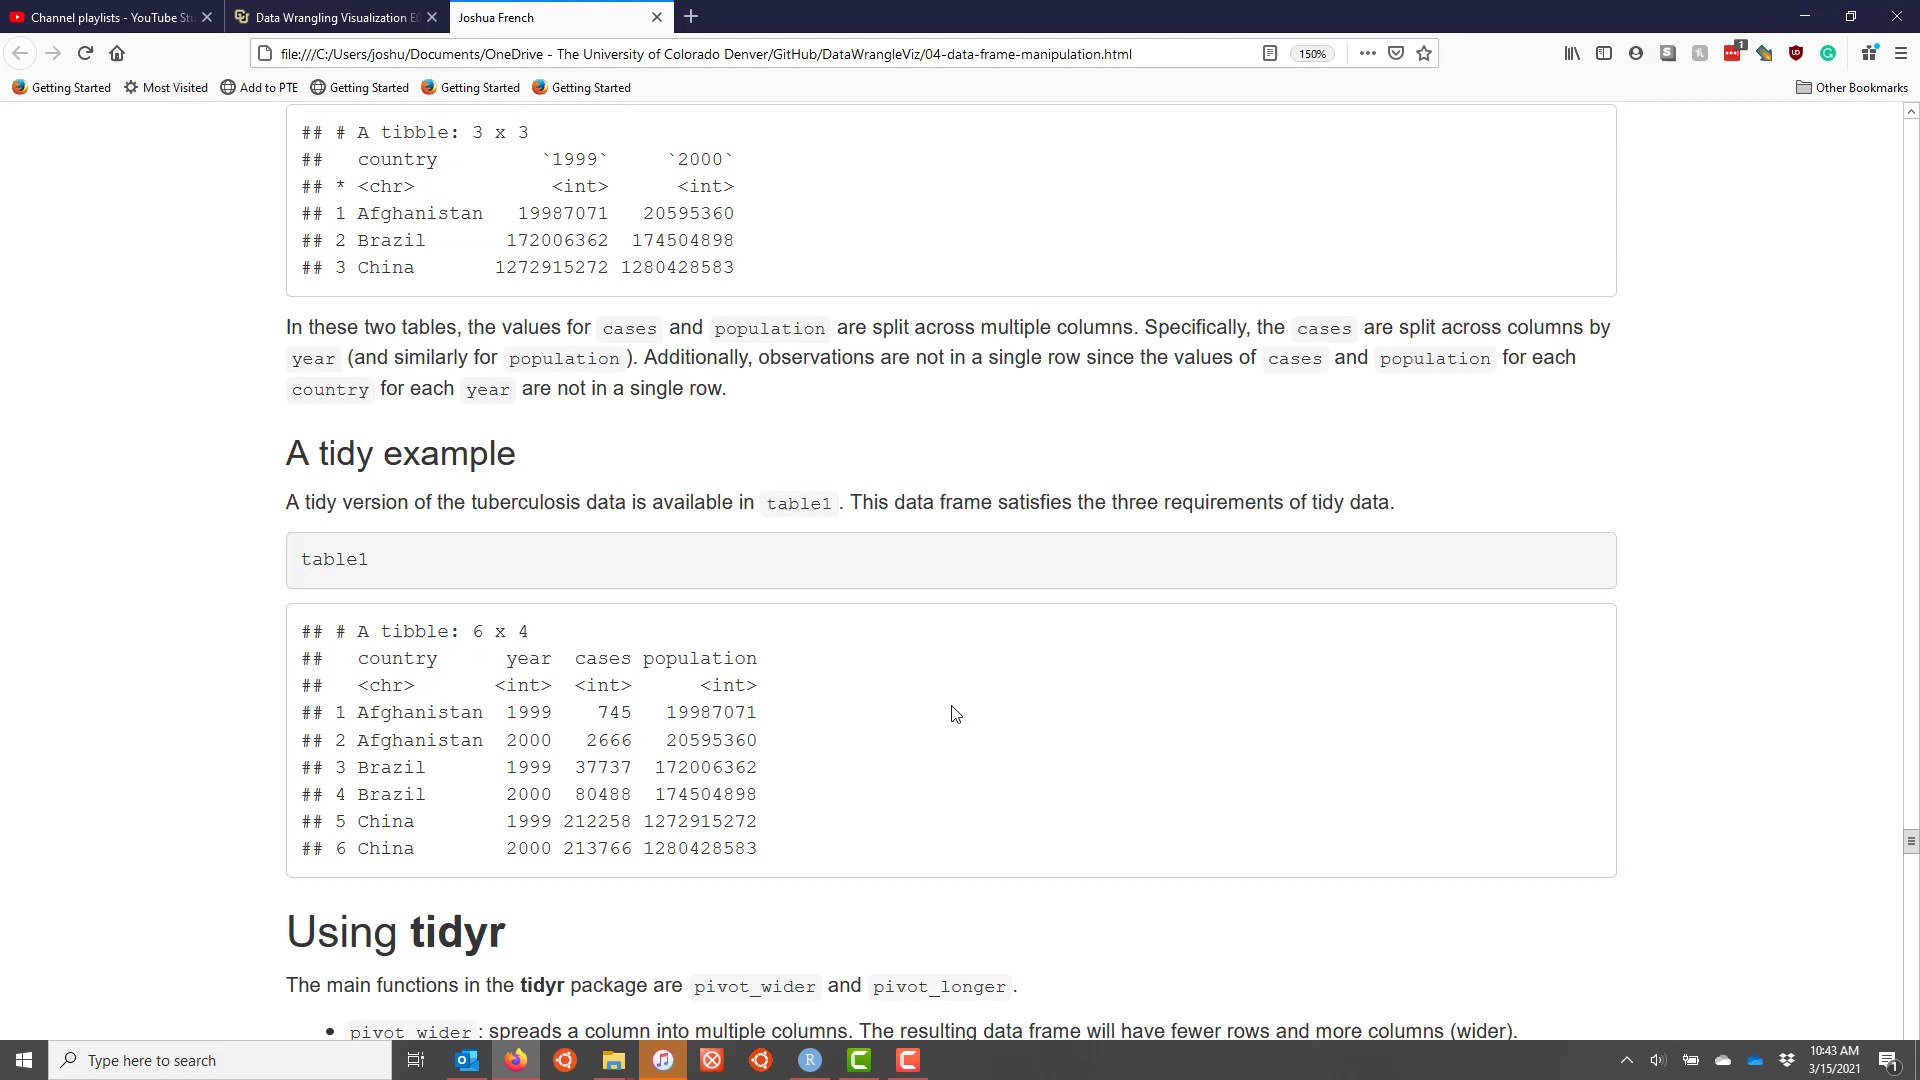 Channel playlists - YouTube Stu
Data Wrangling Visualization EC
Joshua French
file:///C:/Users/joshu/Documents/OneDrive - The University of Colorado Denver/GitHub/DataWrangleViz/04-data-frame-manipulation.html
150%
1
Getting Started
Most Visited
Add to PTE
Getting Started
Getting Started
Getting Started
Other Bookmarks
## # A tibble: 3 x 3
##   country         `1999`     `2000`
## * <chr>            <int>      <int>
## 1 Afghanistan   19987071   20595360
## 2 Brazil       172006362  174504898
## 3 China       1272915272 1280428583
In these two tables, the values for cases and population are split across multiple columns. Specifically, the cases are split across columns by
year (and similarly for population ). Additionally, observations are not in a single row since the values of cases and population for each
country for each year are not in a single row.
A tidy example
A tidy version of the tuberculosis data is available in table1 . This data frame satisfies the three requirements of tidy data.
table1
## # A tibble: 6 x 4
##   country      year  cases population
##   <chr>       <int>  <int>      <int>
## 1 Afghanistan  1999    745   19987071
## 2 Afghanistan  2000   2666   20595360
## 3 Brazil       1999  37737  172006362
## 4 Brazil       2000  80488  174504898
## 5 China        1999 212258 1272915272
## 6 China        2000 213766 1280428583
Using tidyr
The main functions in the tidyr package are pivot_wider and pivot_longer .
• pivot_wider : spreads a column into multiple columns. The resulting data frame will have fewer rows and more columns (wider).
Type here to search
10:43 AM
3/15/2021
1